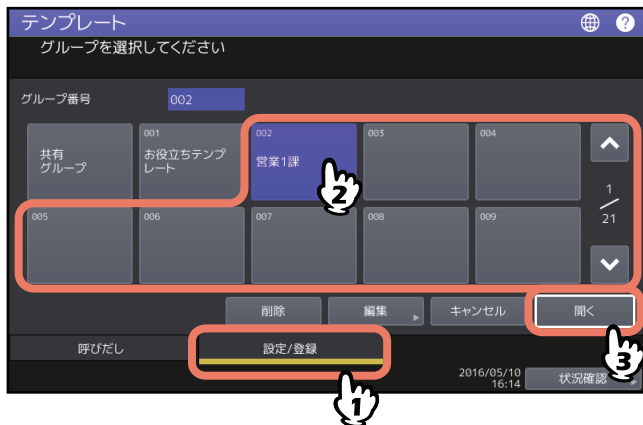 テンプレート
?
グループを選択してください
グループ番号 002
共有
グループ
001
お役立ちテンプ
レート
002
営業1課
003
004
1
/
21
005
006
007
008
009
2
削除 編集 キャンセル 開く
3
呼びだし 設定/登録
1
2016/05/10
16:14
状況確認